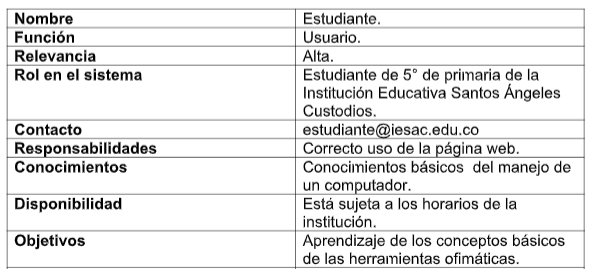 Nombre Estudiante.
Función Usuario.
Relevancia Alta.
Rol en el sistema Estudiante de 5° de primaria de la
Institución Educativa Santos Ángeles
Custodios.
Contacto estudiante@iesac.edu.co
Responsabilidades Correcto uso de la página web.
Conocimientos Conocimientos básicos del manejo de
un computador.
Disponibilidad Está sujeta a los horarios de la
institución.
Objetivos Aprendizaje de los conceptos básicos
de las herramientas ofimáticas.